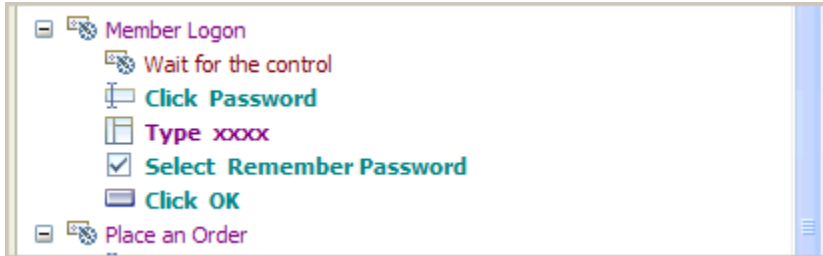 Member Logon
Wait for the control
Click Password
Type xxxx
Select Remember Password
Click OK
Place an Order